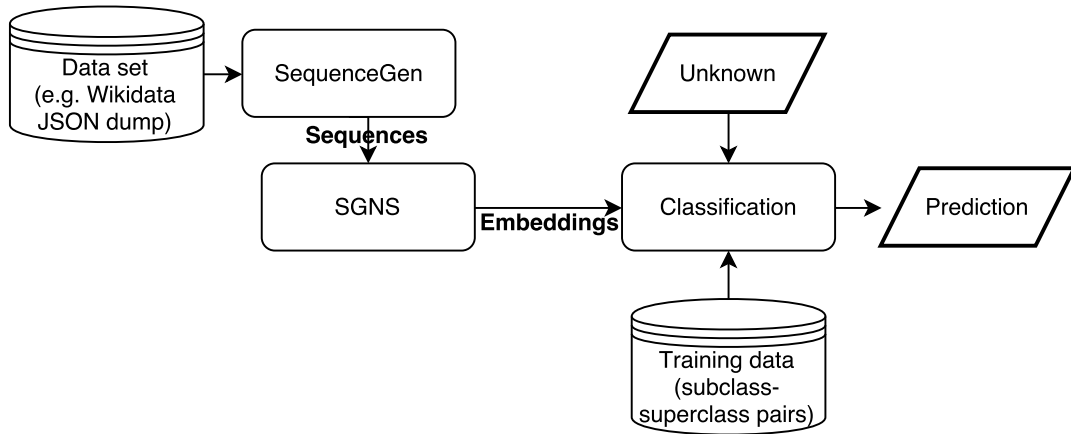 Data set
(e.g. Wikidata
JSON dump)
SequenceGen
Unknown
Sequences
SGNS
Embeddings
Classification
Prediction
Training data
(subclass-
superclass pairs)